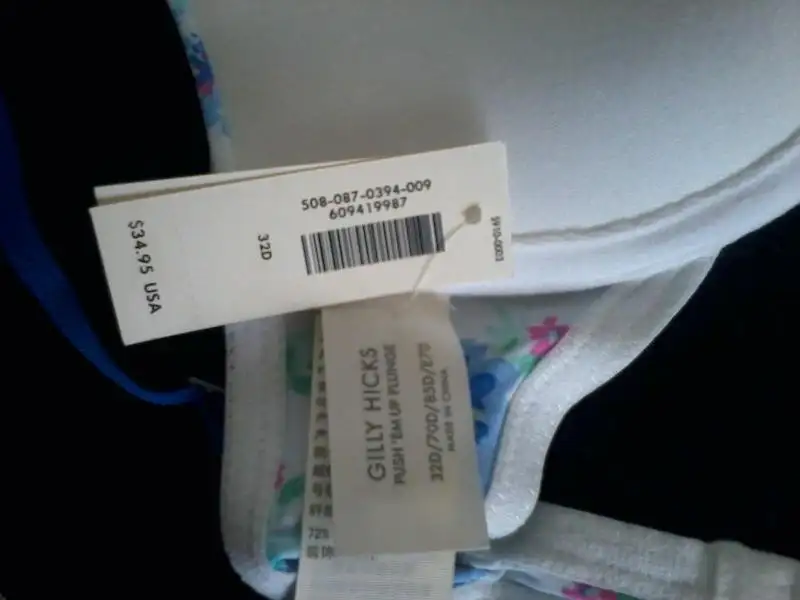 508-087-0394-009
609419987
32D
$34.95 USA
GILLY HICKS
PUSH 'EM UP PLUNGE
32D/70D/85D/E70
MADE IN CHINA
72%